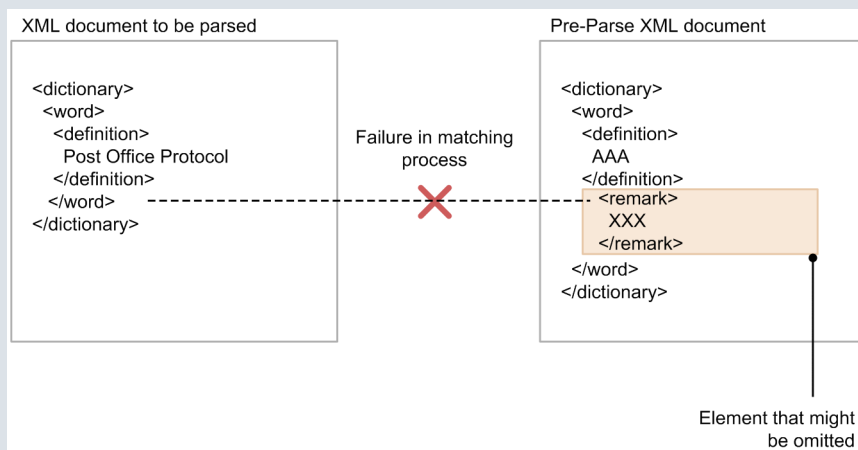 XML document to be parsed
<dictionary>
<word>
<definition>
Post Office Protocol
</definition>
</word>
</dictionary>
Failure in matching
process
Pre-Parse XML document
<dictionary>
<word>
<definition>
AAA
</definition>
<remark>
XXX
</remark>
</word>
</dictionary>
Element that might
be omitted